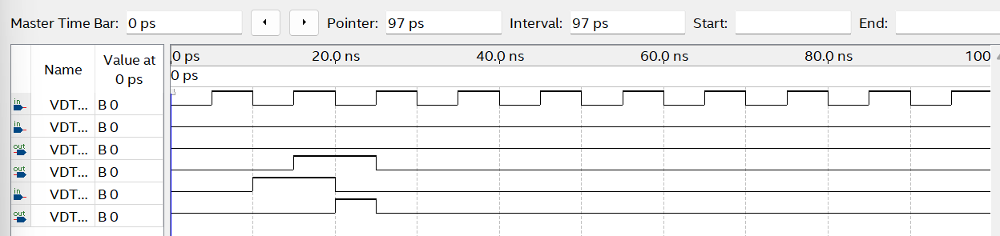 Master Time Bar: 0 ps Pointer: 97 ps Interval: 97 ps Start: End:
Name Value at 0 ps
0 ps 20.0 ns 40.0 ns 60.0 ns 80.0 ns 100
0 ps
in VDT... B 0
in VDT... B 0
out VDT... B 0
out VDT... B 0
in VDT... B 0
out VDT... B 0